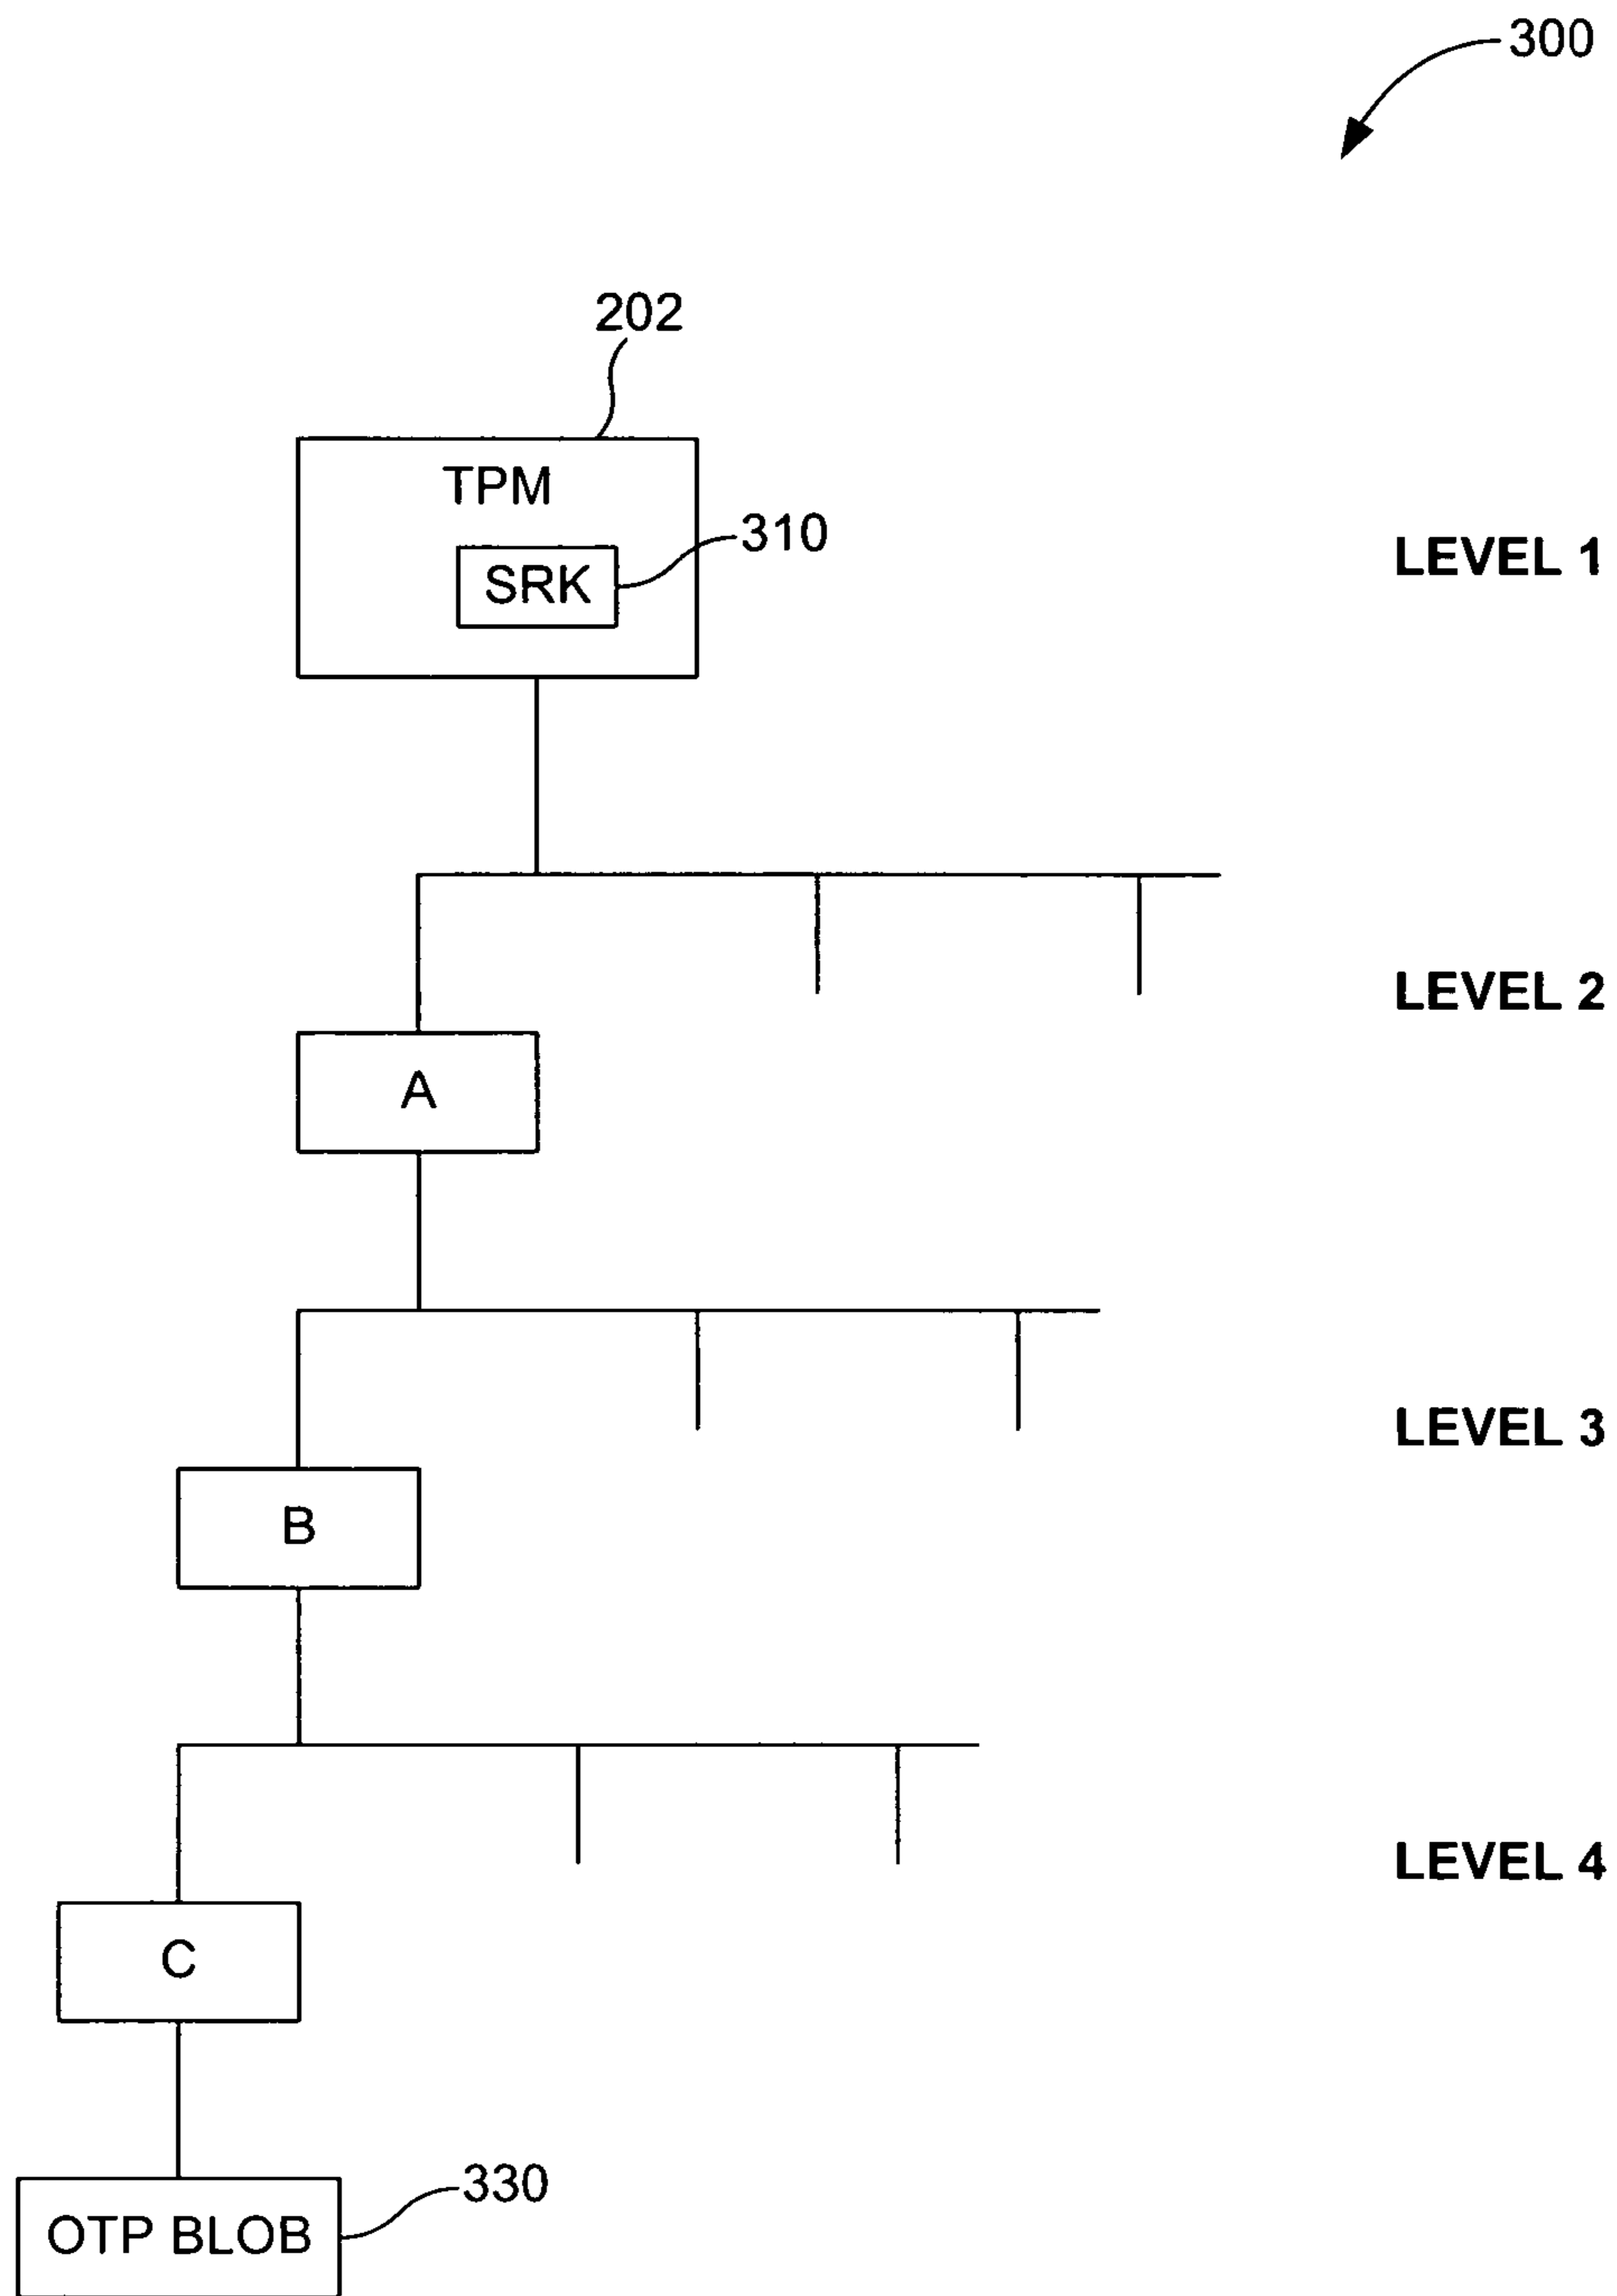 300
202
TPM
310
SRK
LEVEL 1
LEVEL 2
A
LEVEL 3
B
LEVEL 4
C
330
OTP BLOB